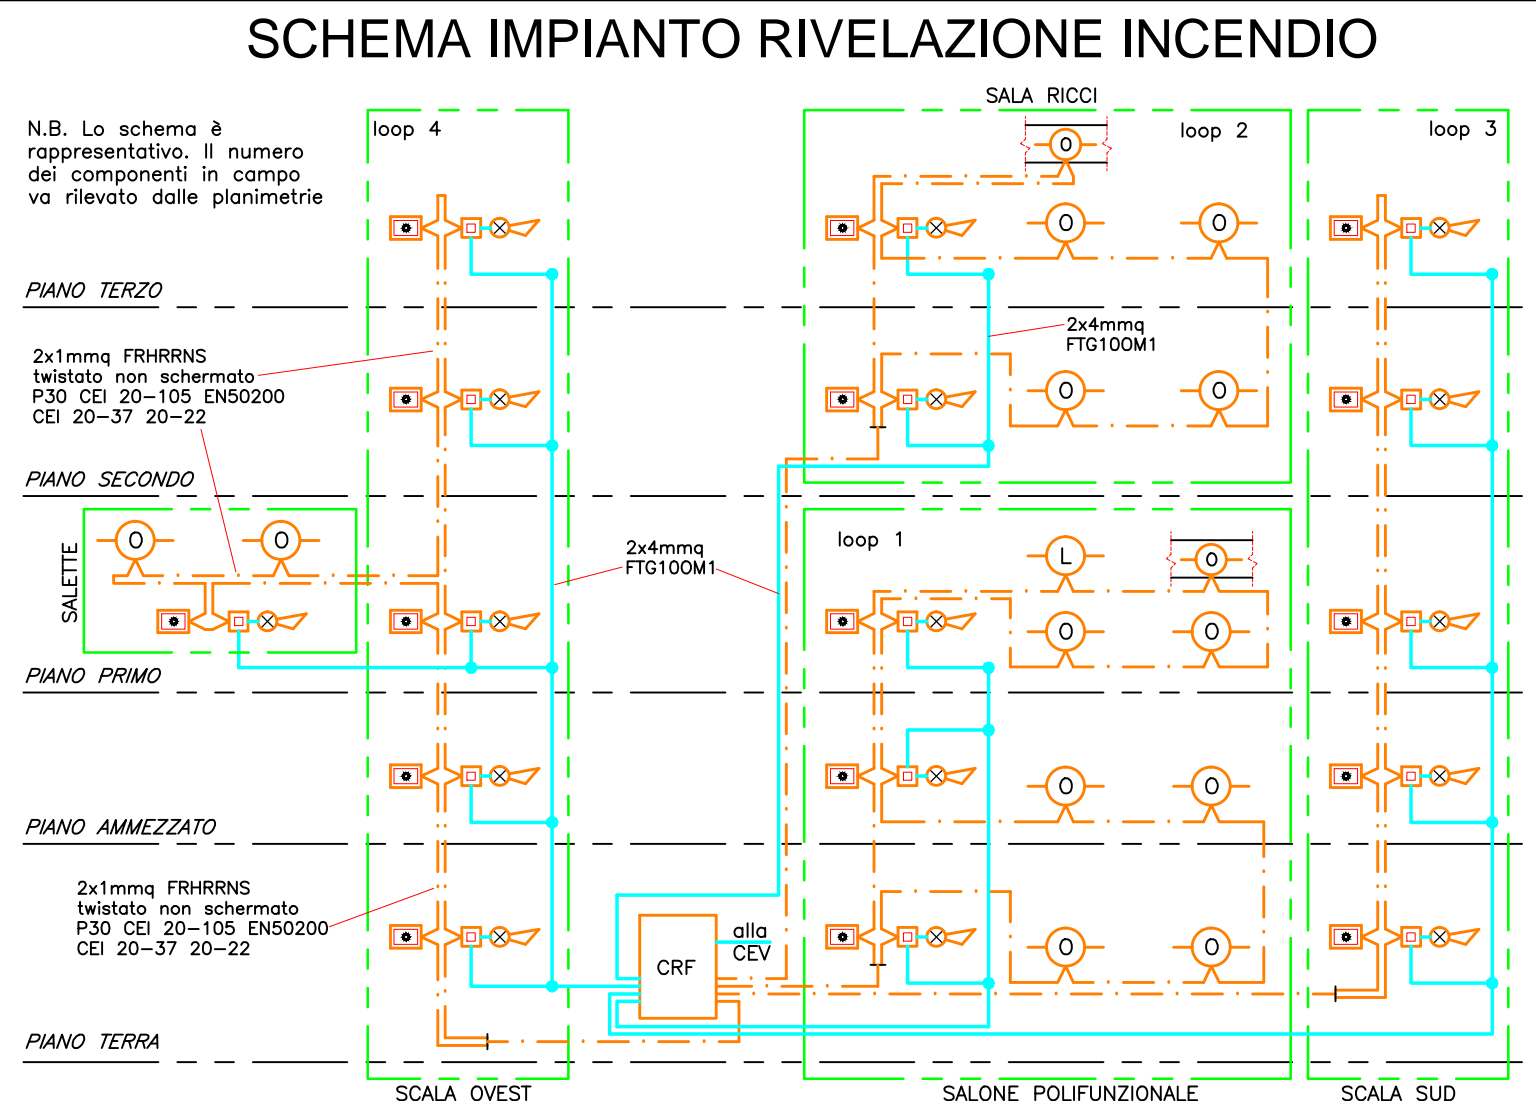 SCHEMA IMPIANTO RIVELAZIONE INCENDIO
SALA RICCI
N.B. Lo schema è
rappresentativo. Il numero
dei componenti in campo
va rilevato dalle planimetrie
loop 4
loop 2
loop 3
O
O
O
PIANO TERZO
2x4mmq
FTG10OM1
2x1mmq FRHRRNS
twistato non schermato
P30 CEI 20-105 EN50200
CEI 20-37 20-22
O
O
PIANO SECONDO
SALETTE
O
O
2x4mmq
FTG10OM1
loop 1
L
O
O
O
PIANO PRIMO
O
O
PIANO AMMEZZATO
2x1mmq FRHRRNS
twistato non schermato
P30 CEI 20-105 EN50200
CEI 20-37 20-22
CRF
alla
CEV
O
O
PIANO TERRA
SCALA OVEST
SALONE POLIFUNZIONALE
SCALA SUD